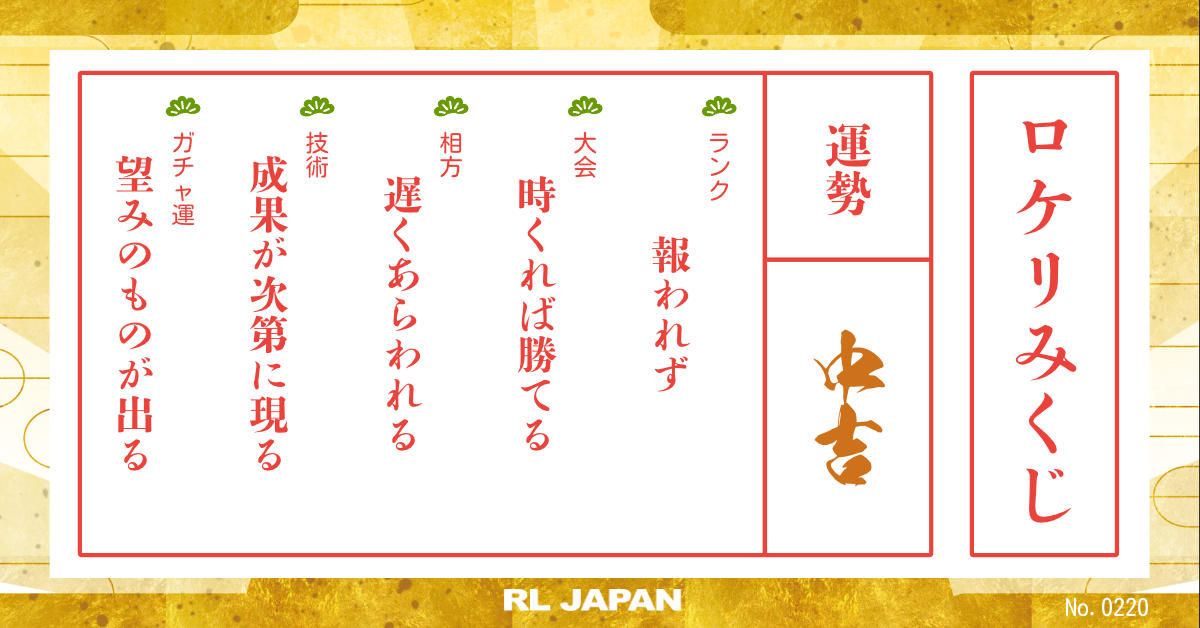 ロケリみくじ
運勢
中吉
ランク
報われず
大会
時くれば勝てる
相方
遅くあらわれる
技術
成果が次第に現る
ガチャ運
望みのものが出る
RL JAPAN
No. 0220